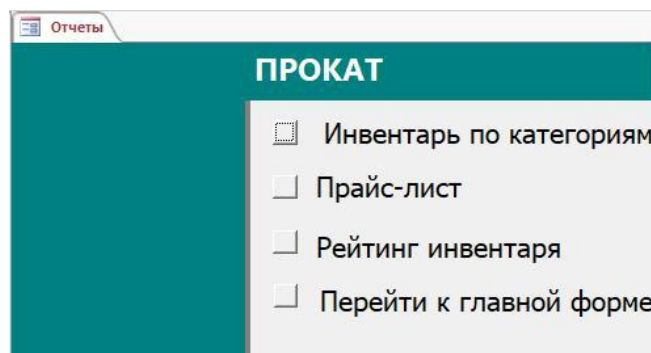 Отчеты
ПРОКАТ
Инвентарь по категориям
Прайс-лист
Рейтинг инвентаря
Перейти к главной форме